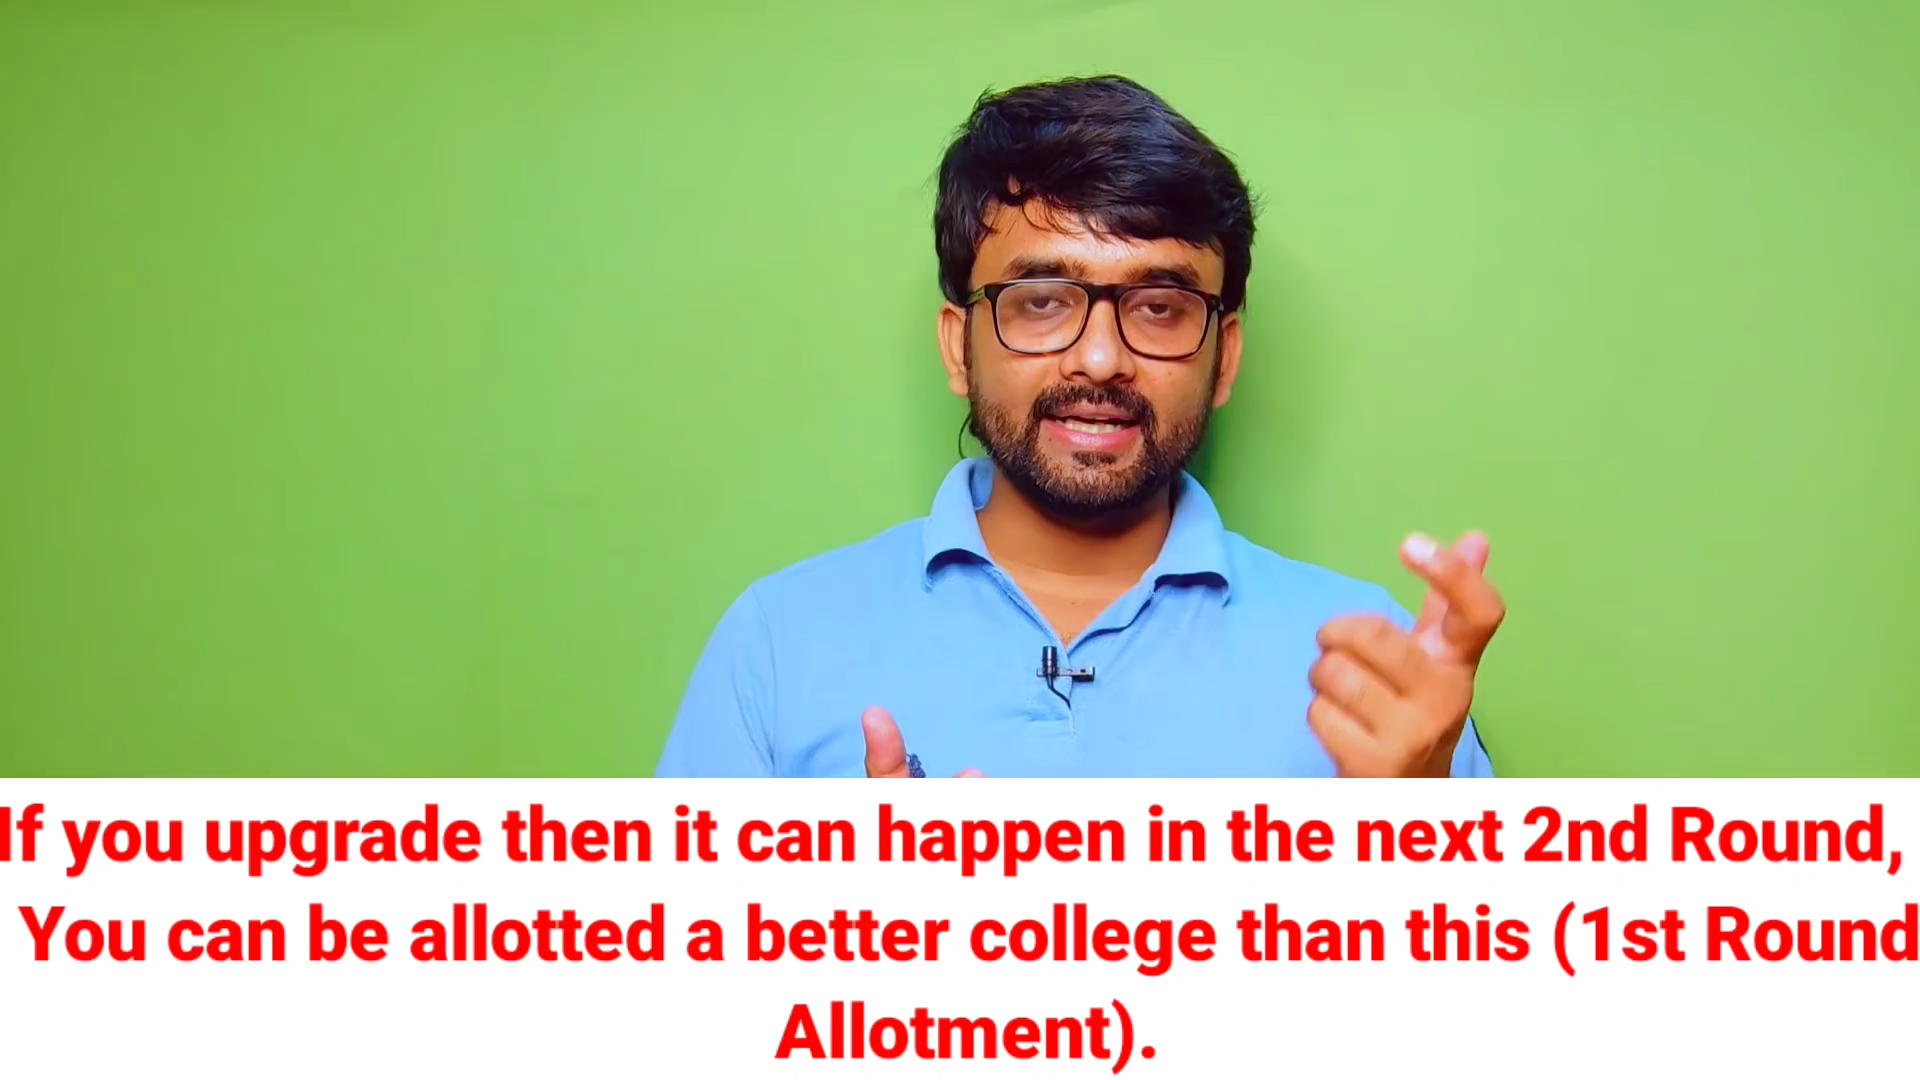 If you upgrade then it can happen in the next 2nd Round,
You can be allotted a better college than this (1st Round
Allotment).